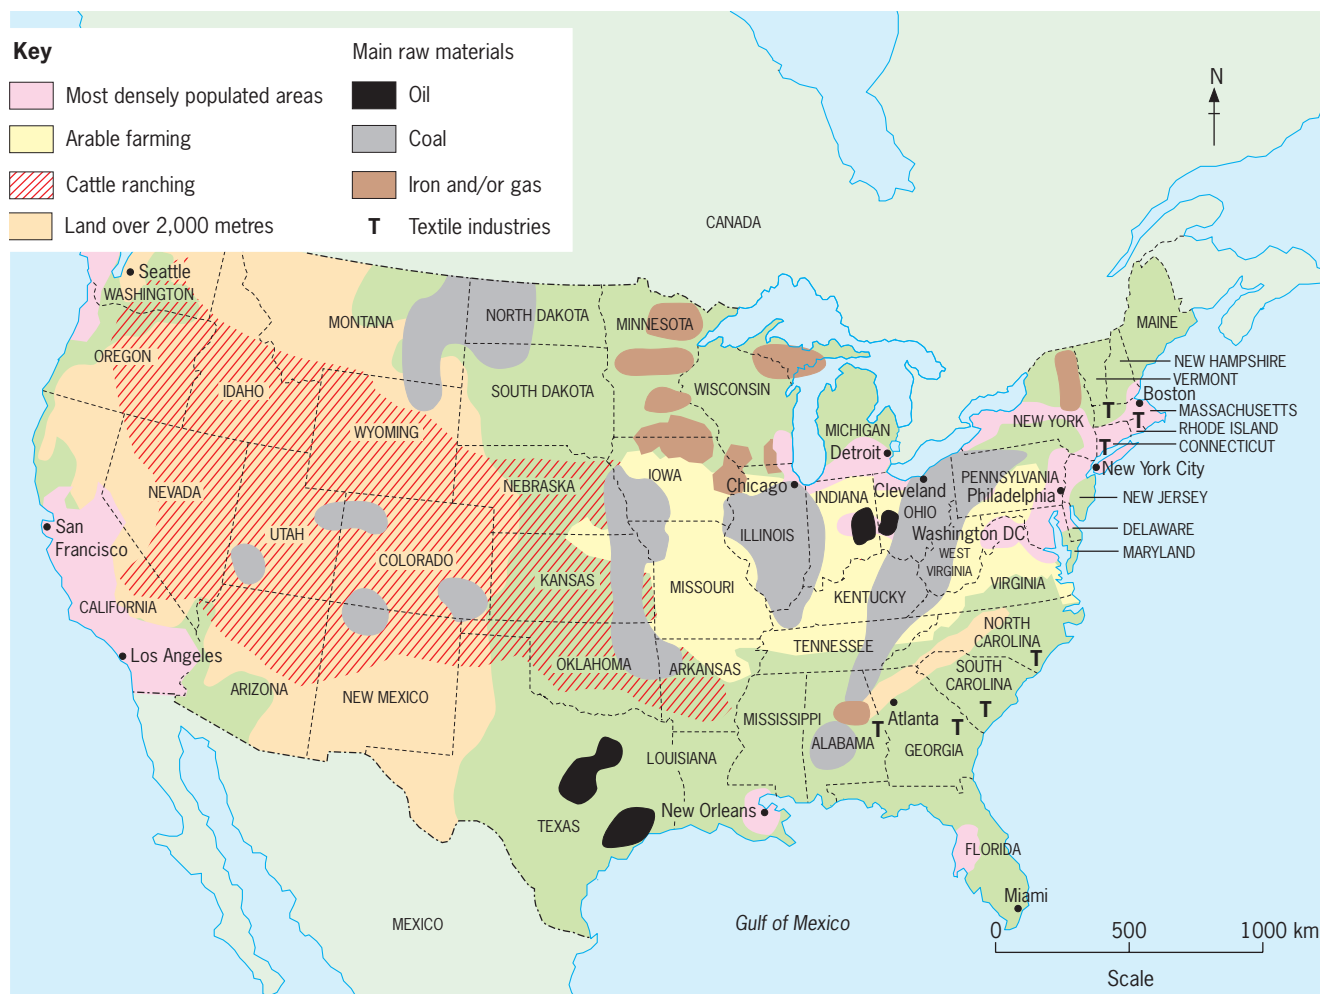 Key
Most densely populated areas
Arable farming
Cattle ranching
Land over 2,000 metres
Main raw materials
Oil
Coal
Iron and/or gas
T Textile industries
N
CANADA
Seattle
WASHINGTON
MONTANA
NORTH DAKOTA
MINNESOTA
MAINE
OREGON
IDAHO
SOUTH DAKOTA
WISCONSIN
NEW HAMPSHIRE
VERMONT
Boston
MASSACHUSETTS
RHODE ISLAND
CONNECTICUT
WYOMING
MICHIGAN
Detroit
NEW YORK
T
T
T
New York City
NEVADA
NEBRASKA
IOWA
Chicago
INDIANA
Cleveland
OHIO
PENNSYLVANIA
Philadelphia
NEW JERSEY
San
Francisco
UTAH
COLORADO
KANSAS
ILLINOIS
MISSOURI
Washington DC
WEST
VIRGINIA
DELAWARE
MARYLAND
CALIFORNIA
KENTUCKY
VIRGINIA
Los Angeles
ARIZONA
NEW MEXICO
OKLAHOMA
ARKANSAS
TENNESSEE
NORTH
CAROLINA
T
SOUTH
CAROLINA
T
MISSISSIPPI
ALABAMA
T
Atlanta
T
GEORGIA
LOUISIANA
TEXAS
New Orleans
FLORIDA
Miami
MEXICO
Gulf of Mexico
0 500 1000 km
Scale